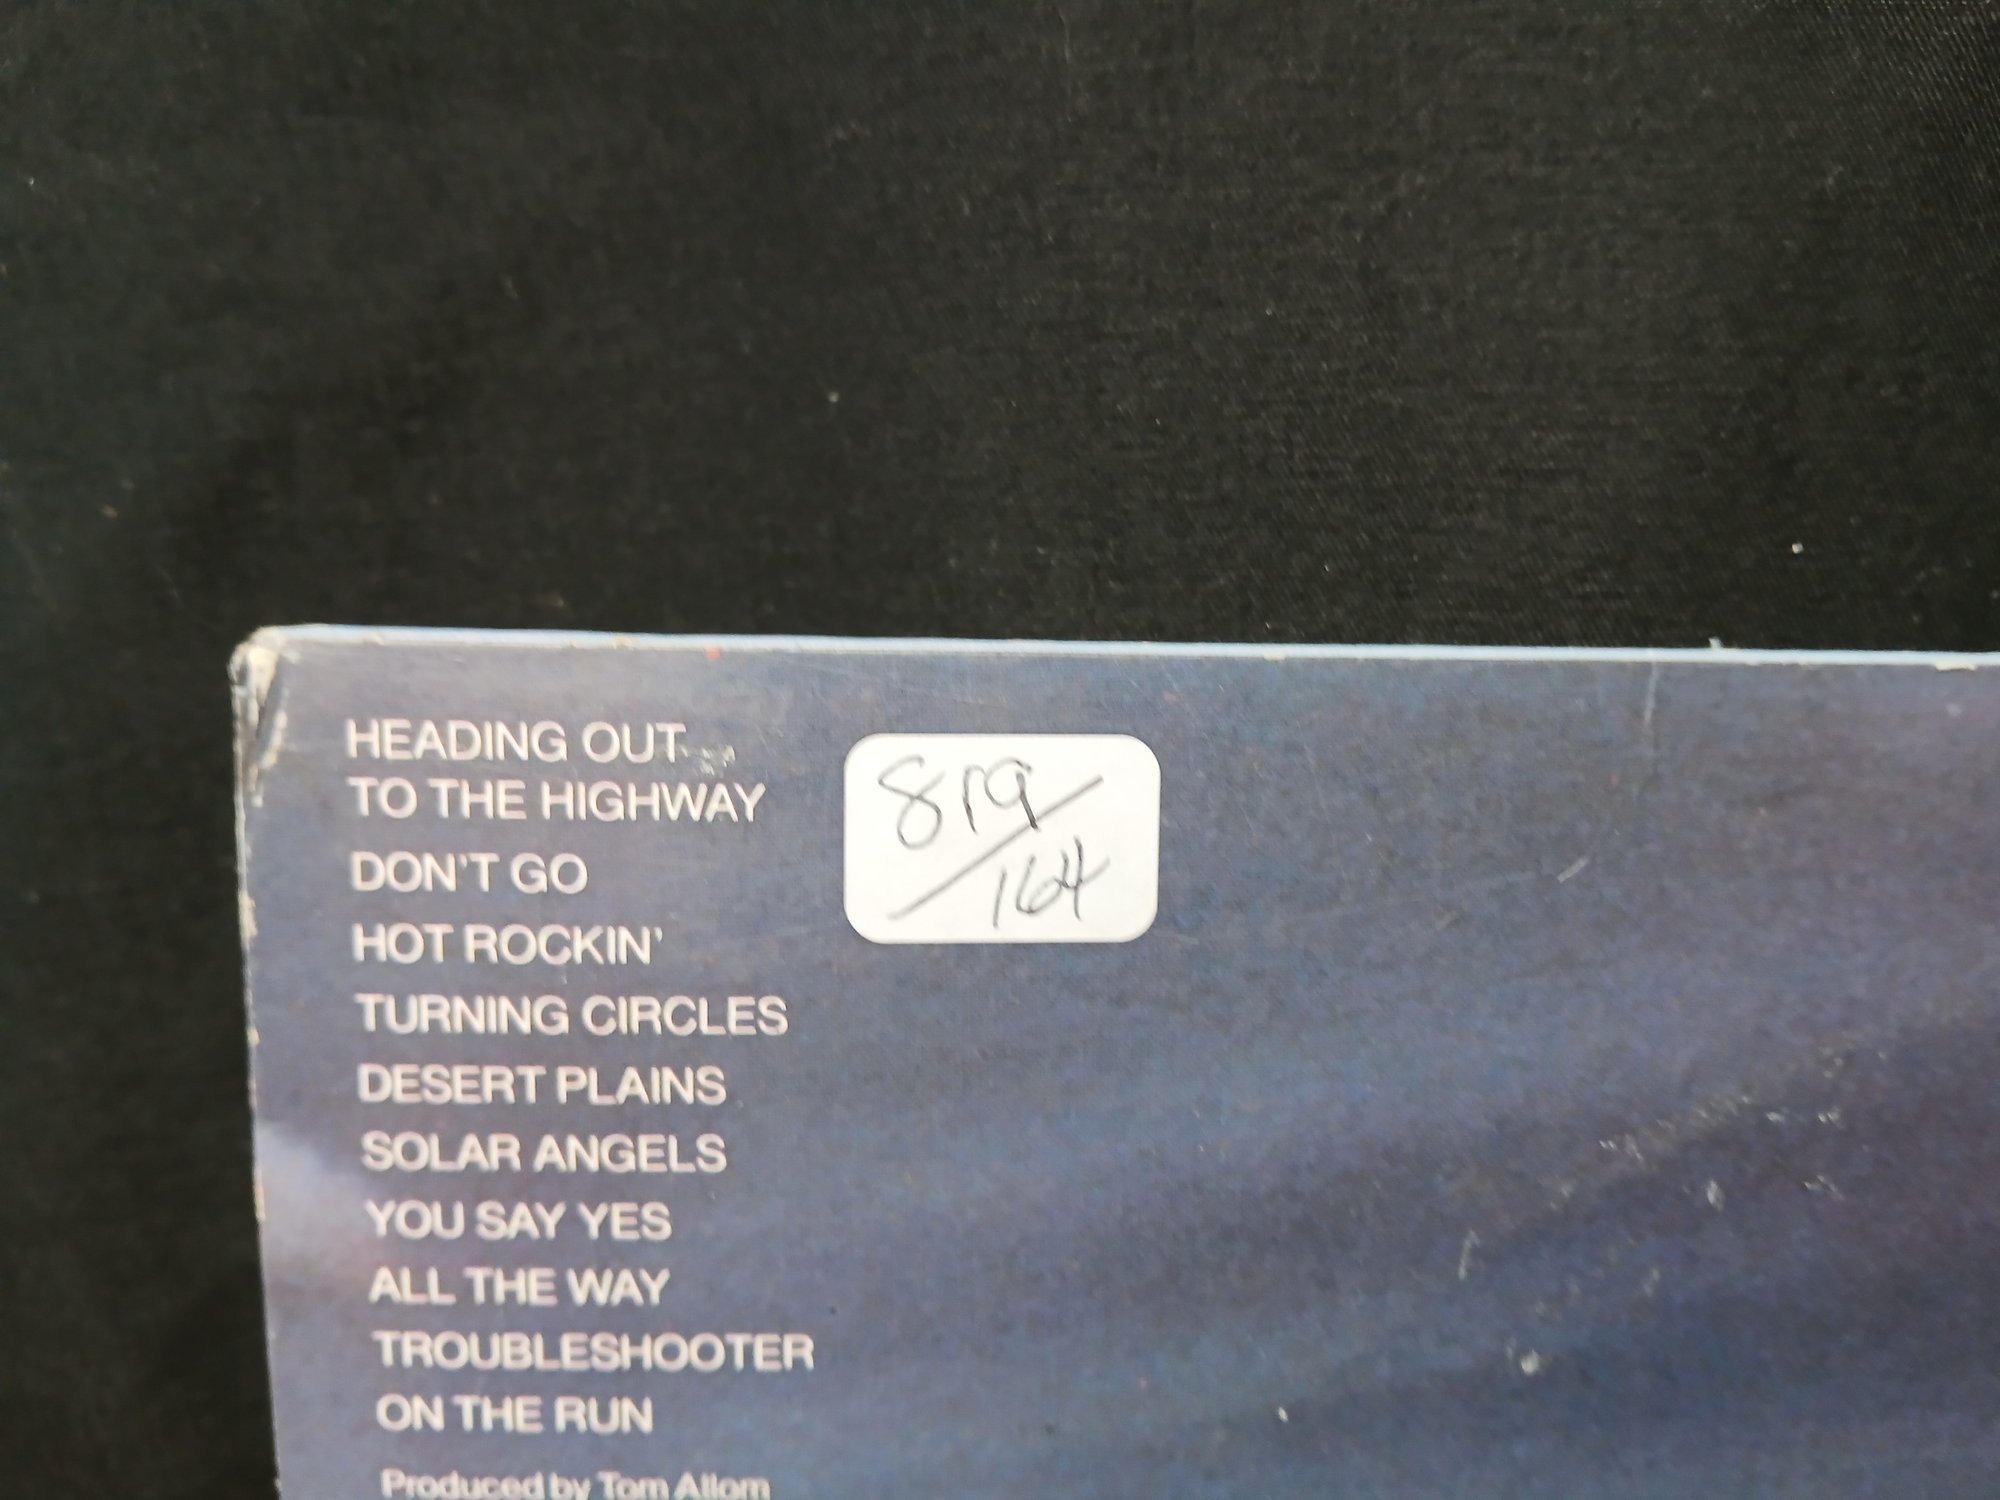 HEADING OUT
TO THE HIGHWAY
DON'T GO
HOT ROCKIN'
TURNING CIRCLES
DESERT PLAINS
SOLAR ANGELS
YOU SAY YES
ALL THE WAY
TROUBLESHOOTER
ON THE RUN
Produced by Tom Allom
819/
164